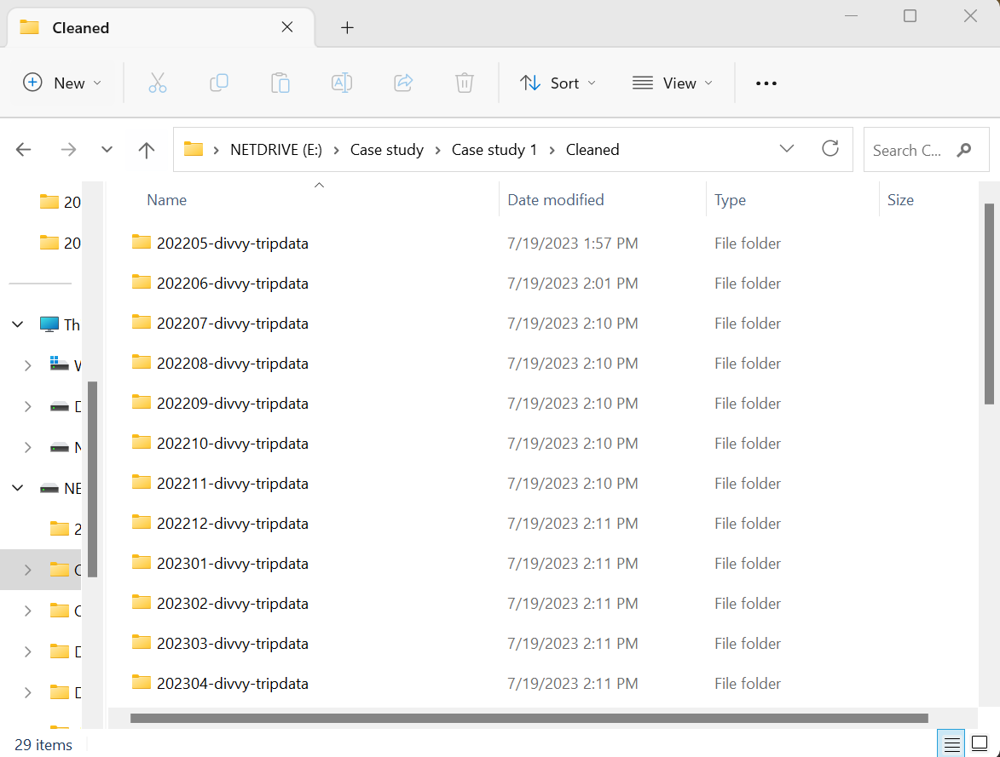 Cleaned
New
Sort
View
NETDRIVE (E:) Case study Case study 1 Cleaned
Search C...
Name Date modified Type Size
202205-divvy-tripdata 7/19/2023 1:57 PM File folder
202206-divvy-tripdata 7/19/2023 2:01 PM File folder
202207-divvy-tripdata 7/19/2023 2:10 PM File folder
202208-divvy-tripdata 7/19/2023 2:10 PM File folder
202209-divvy-tripdata 7/19/2023 2:10 PM File folder
202210-divvy-tripdata 7/19/2023 2:10 PM File folder
202211-divvy-tripdata 7/19/2023 2:10 PM File folder
202212-divvy-tripdata 7/19/2023 2:11 PM File folder
202301-divvy-tripdata 7/19/2023 2:11 PM File folder
202302-divvy-tripdata 7/19/2023 2:11 PM File folder
202303-divvy-tripdata 7/19/2023 2:11 PM File folder
202304-divvy-tripdata 7/19/2023 2:11 PM File folder
20
20
Th
NE
2
29 items